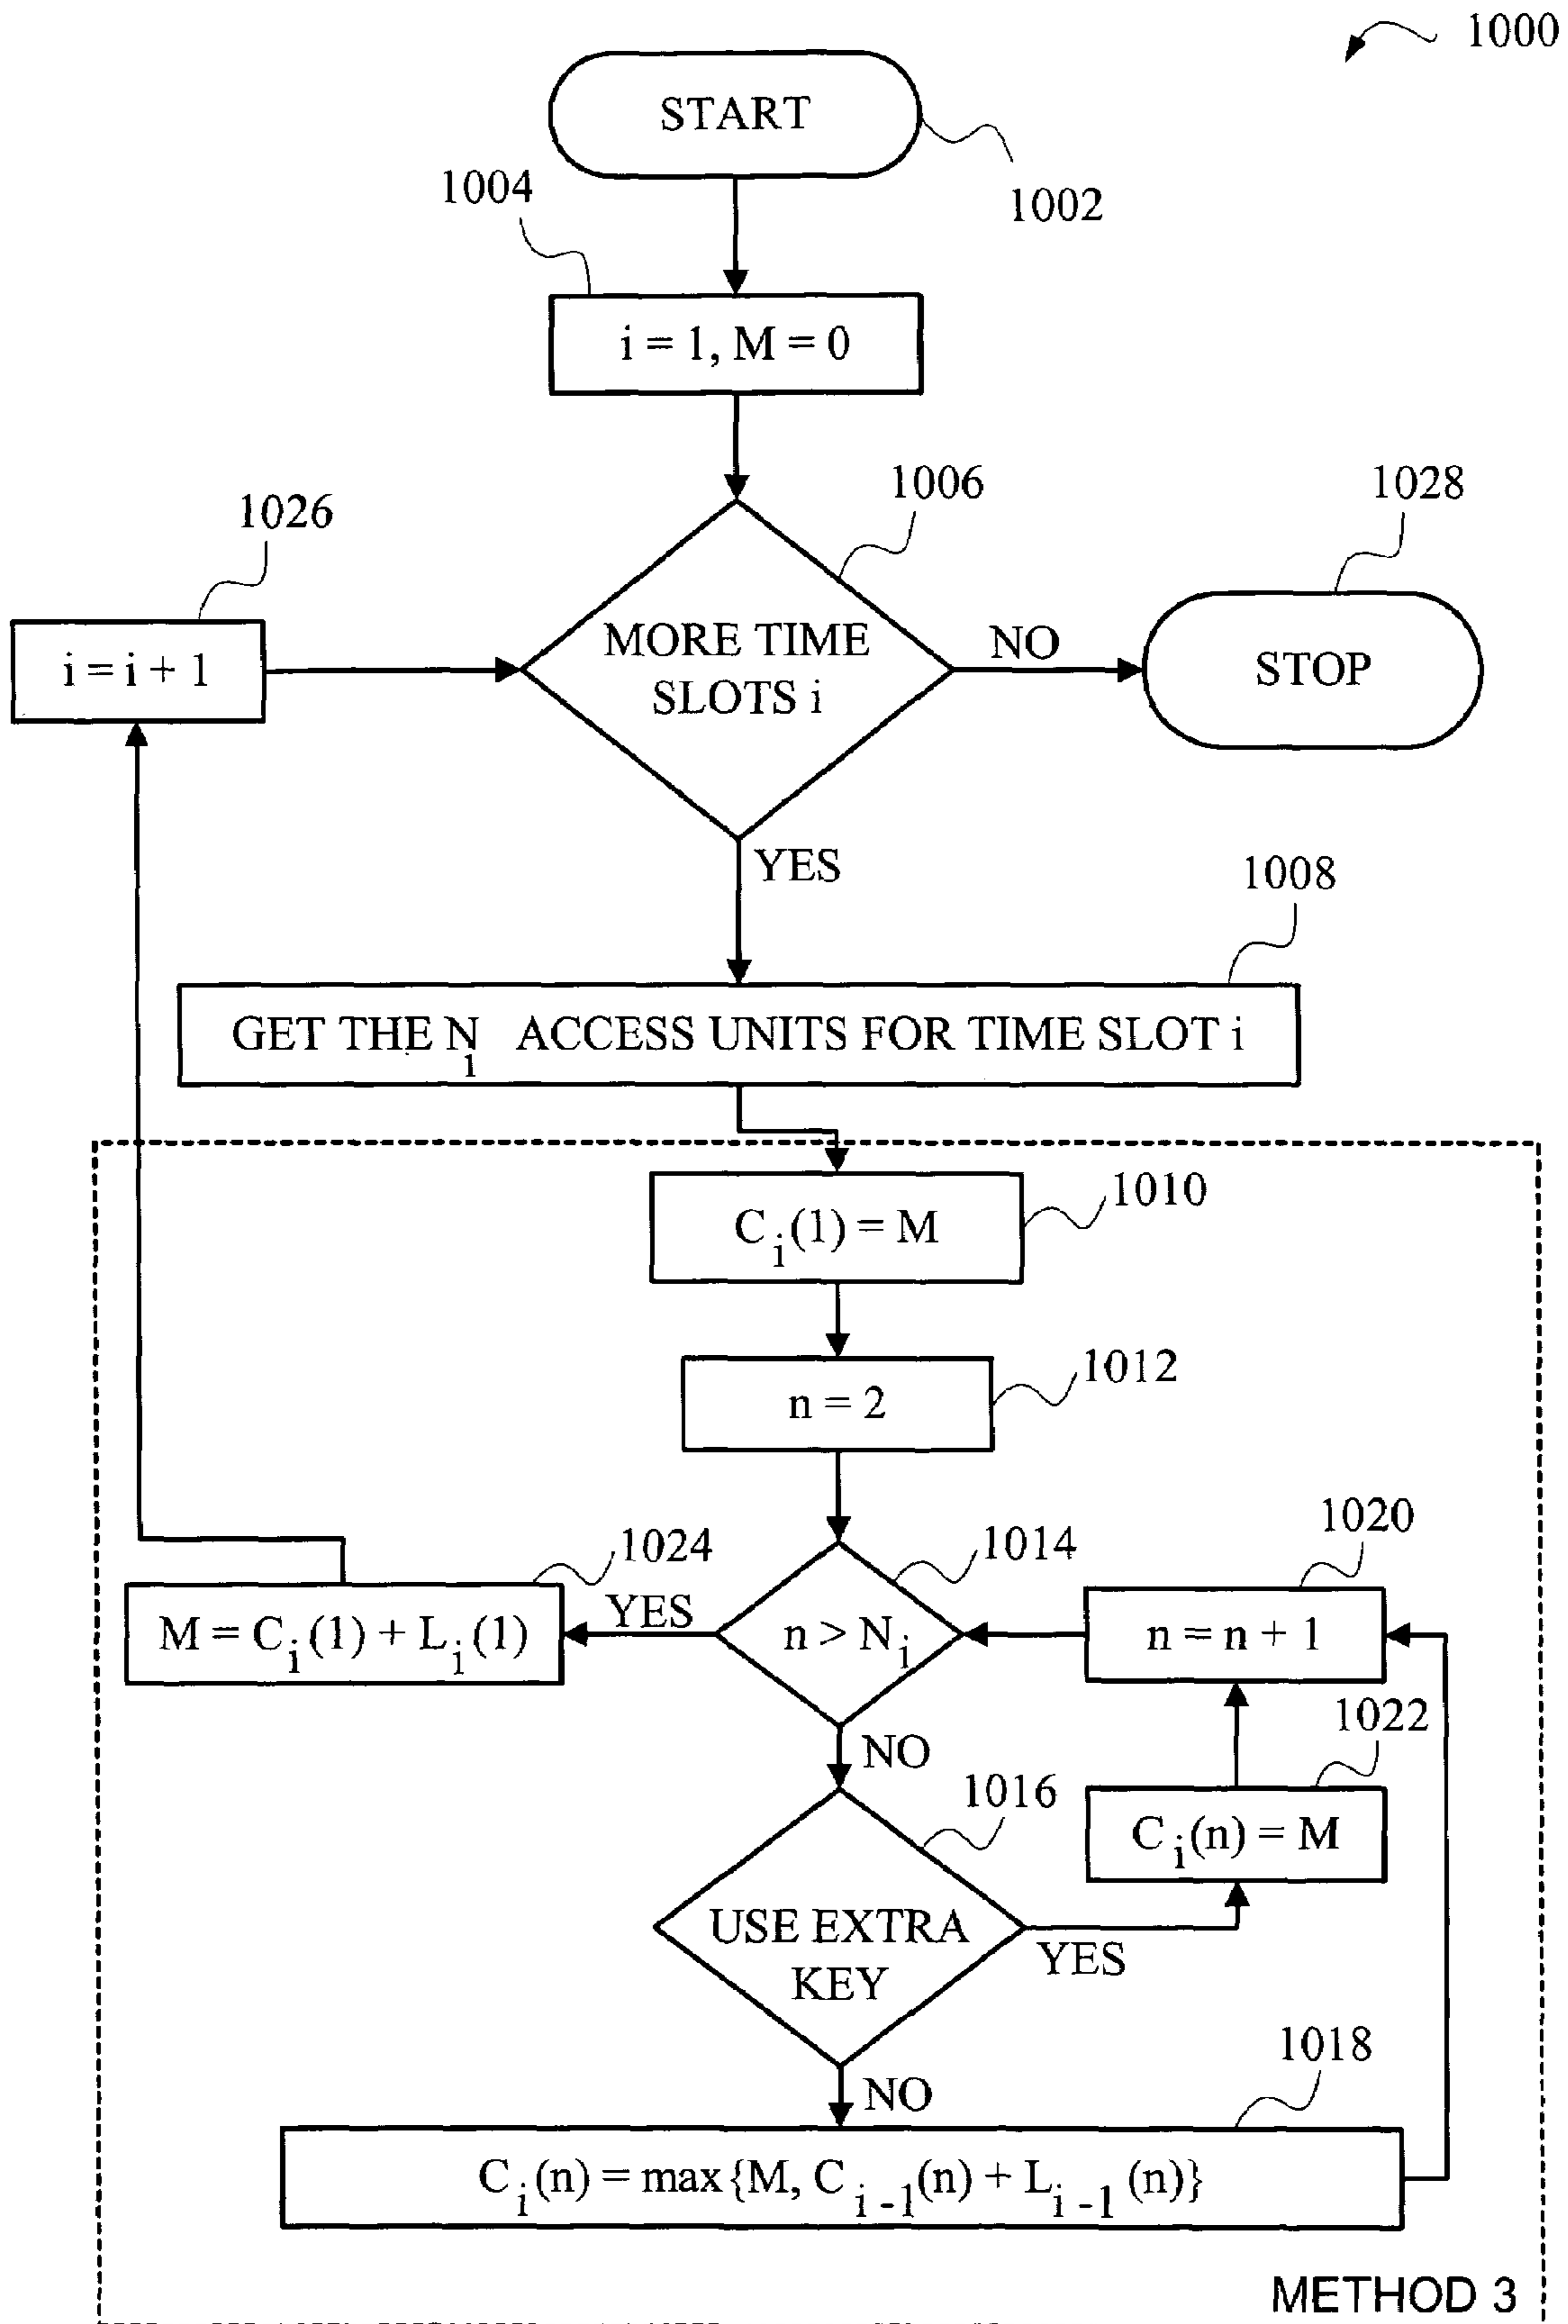 1000
START
1002
1004
i = 1, M = 0
1006
1028
1026
i = i + 1
MORE TIME
SLOTS i
NO
STOP
YES
1008
GET THE N i ACCESS UNITS FOR TIME SLOT i
1010
C i (1) = M
1012
n = 2
1020
1014
1024
M = C i (1) + L i (1)
YES
n > N i
n = n + 1
1022
NO
1016
C i (n) = M
USE EXTRA
KEY
YES
1018
NO
C i (n) = max{M, C i -1 (n) + L i -1 (n)}
METHOD 3